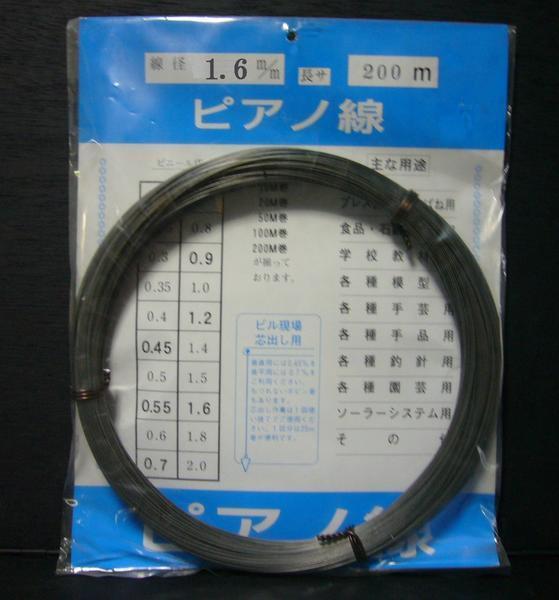 線径 1.6 m/m 長サ 200 m
ピアノ線
主な用途
20M巻
50M巻
100M巻
200M巻
が揃って
おります。
食品・石
学校教材
各種模型用
各種手芸用
各種手品用
各種釣針用
各種園芸用
ソーラーシステム用
その他
0.8
0.3 0.9
0.35 1.0
0.4 1.2
0.45 1.4
0.5 1.5
0.55 1.6
0.6 1.8
0.7 2.0
ビル現場
芯出し用
ピアノ線